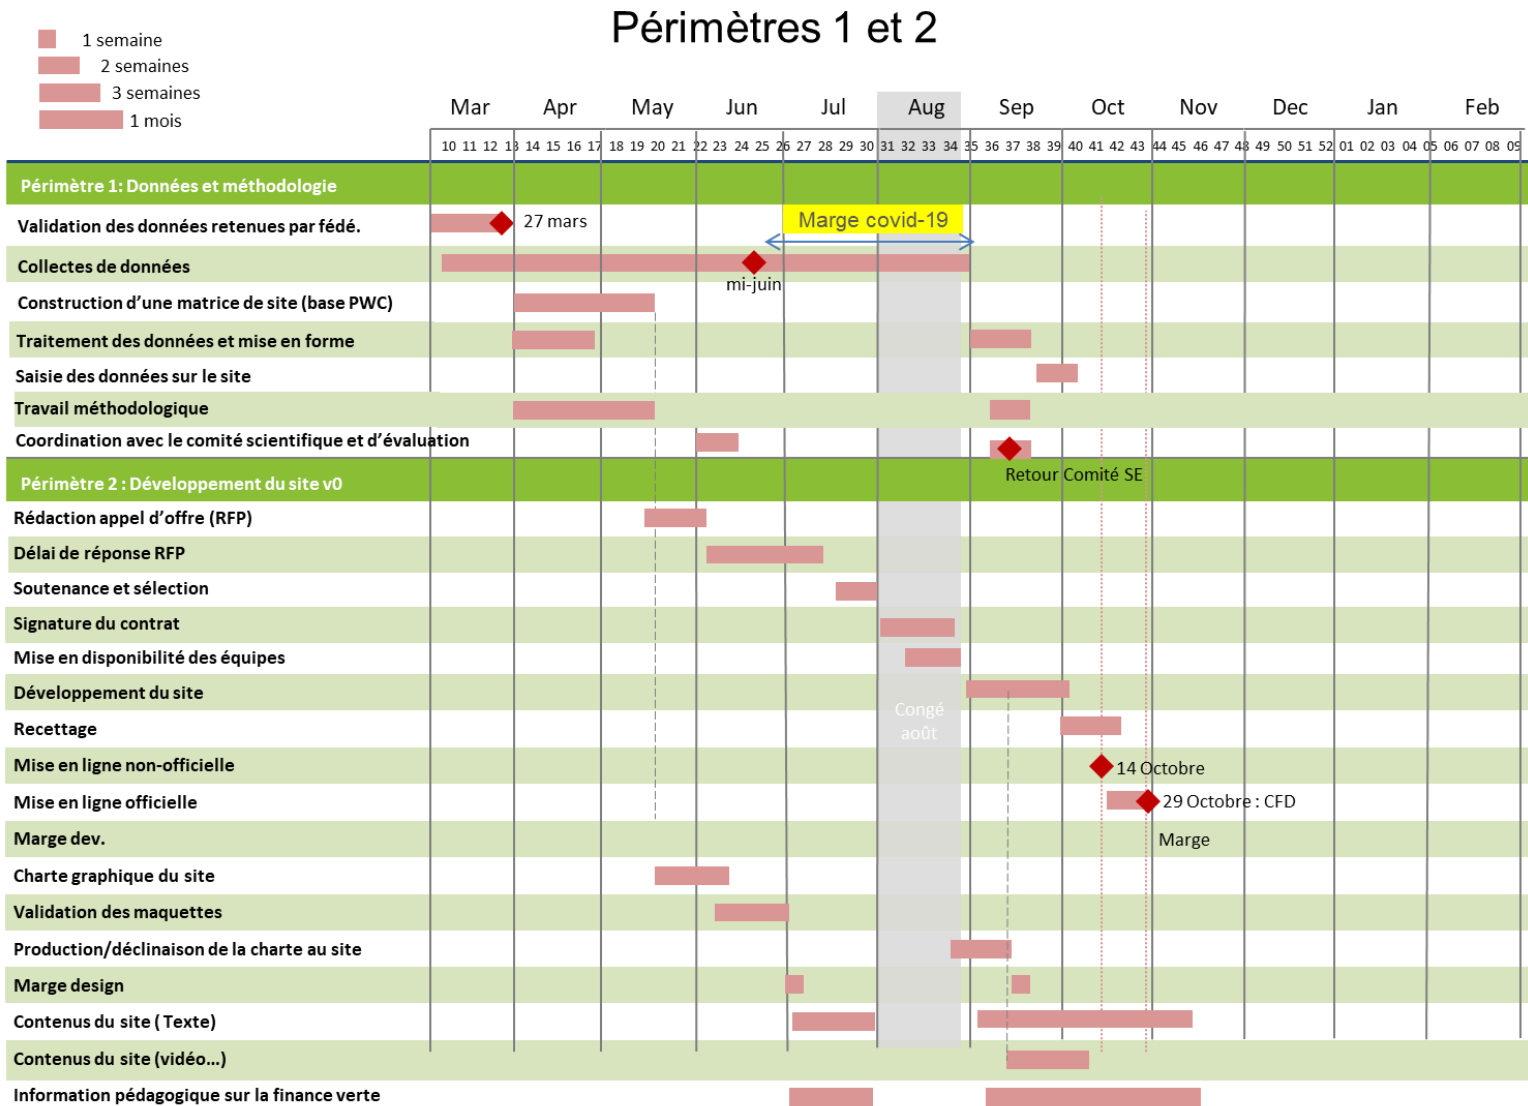 Périmètres 1 et 2
1 semaine
2 semaines
3 semaines
1 mois
Mar Apr May Jun Jul Aug Sep Oct Nov Dec Jan Feb
10 11 12 13 14 15 16 17 18 19 20 21 22 23 24 25 26 27 28 29 30 31 32 33 34 35 36 37 38 39 40 41 42 43 44 45 46 47 48 49 50 51 52 01 02 03 04 05 06 07 08 09
Périmètre 1: Données et méthodologie
Validation des données retenues par fédé.
27 mars
Marge covid-19
Collectes de données
mi-juin
Construction d'une matrice de site (base PWC)
Traitement des données et mise en forme
Saisie des données sur le site
Travail méthodologique
Coordination avec le comité scientifique et d'évaluation
Retour Comité SE
Périmètre 2 : Développement du site v0
Rédaction appel d'offre (RFP)
Délai de réponse RFP
Soutenance et sélection
Signature du contrat
Mise en disponibilité des équipes
Développement du site
Congé
août
Recettage
Mise en ligne non-officielle
14 Octobre
Mise en ligne officielle
29 Octobre : CFD
Marge dev.
Marge
Charte graphique du site
Validation des maquettes
Production/déclinaison de la charte au site
Marge design
Contenus du site ( Texte)
Contenus du site (vidéo...)
Information pédagogique sur la finance verte